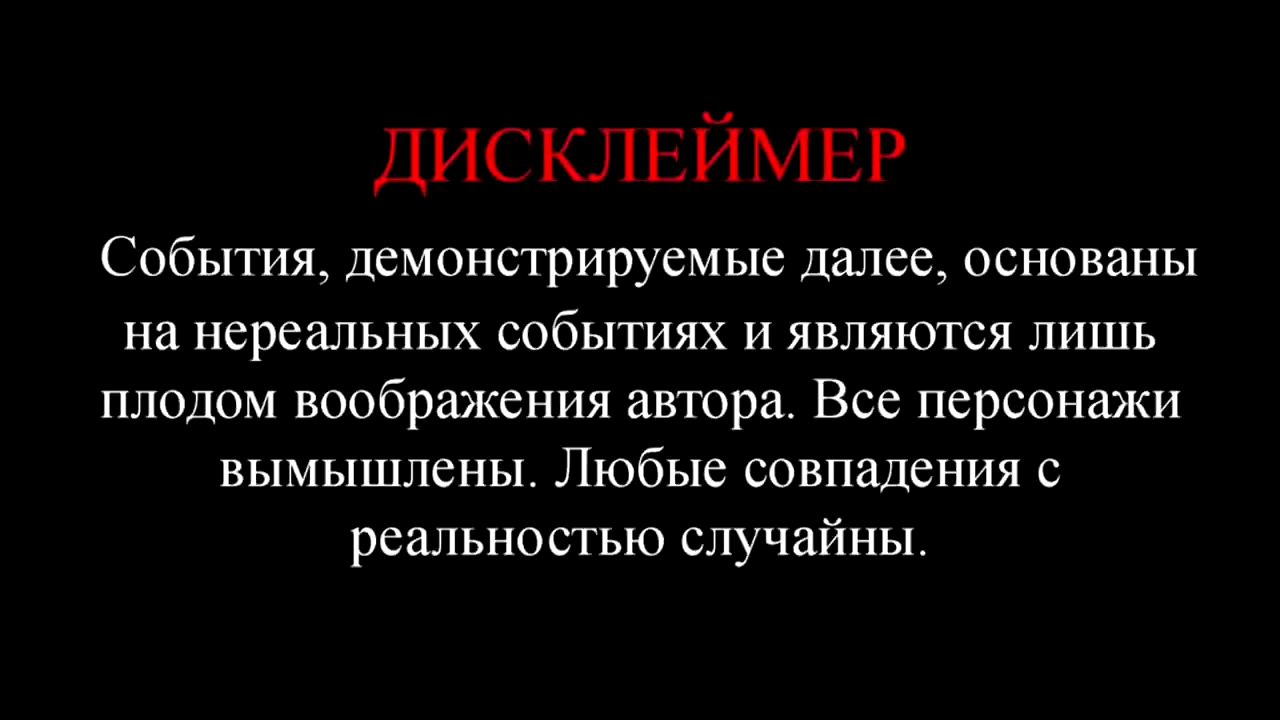 ДИСКЛЕЙМЕР
События, демонстрируемые далее, основаны
на нереальных событиях и являются лишь
плодом воображения автора. Все персонажи
вымышлены. Любые совпадения с
реальностью случайны.